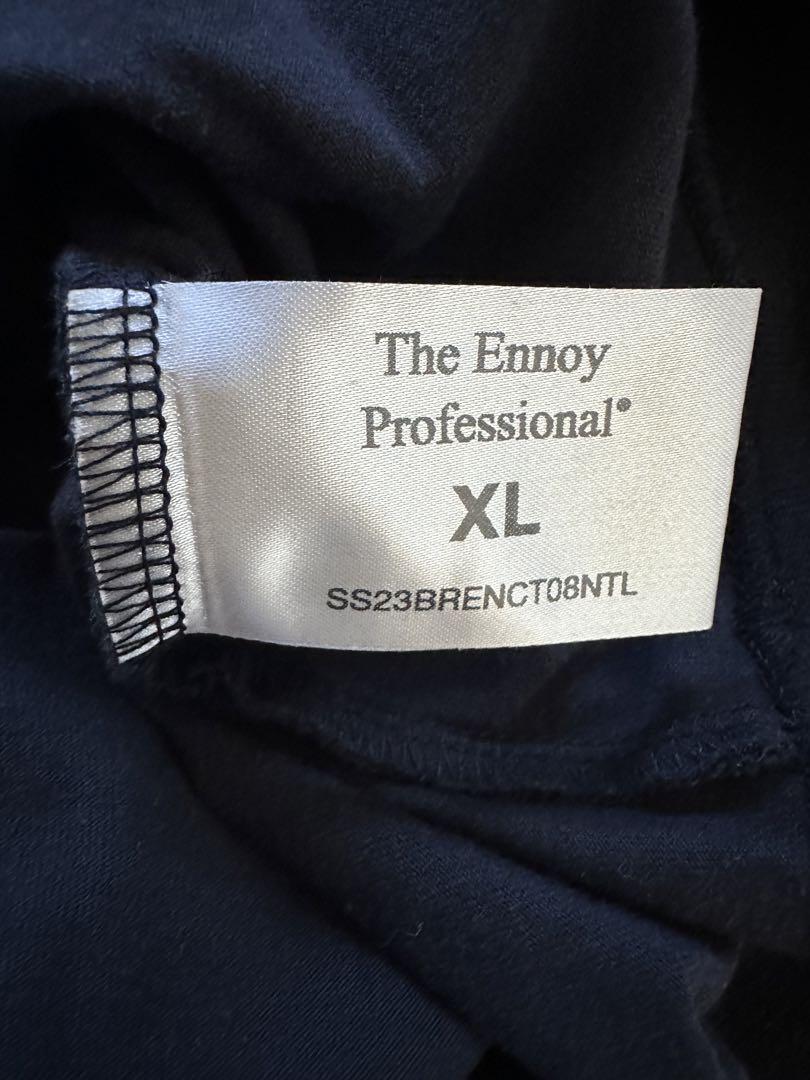 The Ennoy
Professional®
XL
SS23BRENCT08NTL